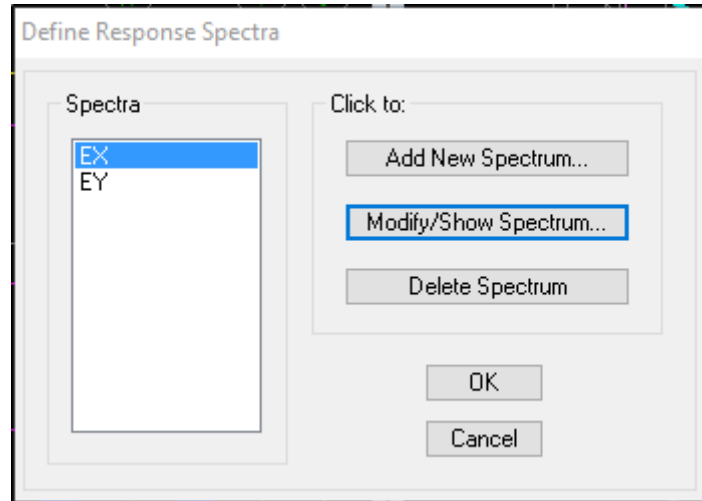 Define Response Spectra
Spectra
EX
EY
Click to:
Add New Spectrum...
Modify/Show Spectrum...
Delete Spectrum
OK
Cancel